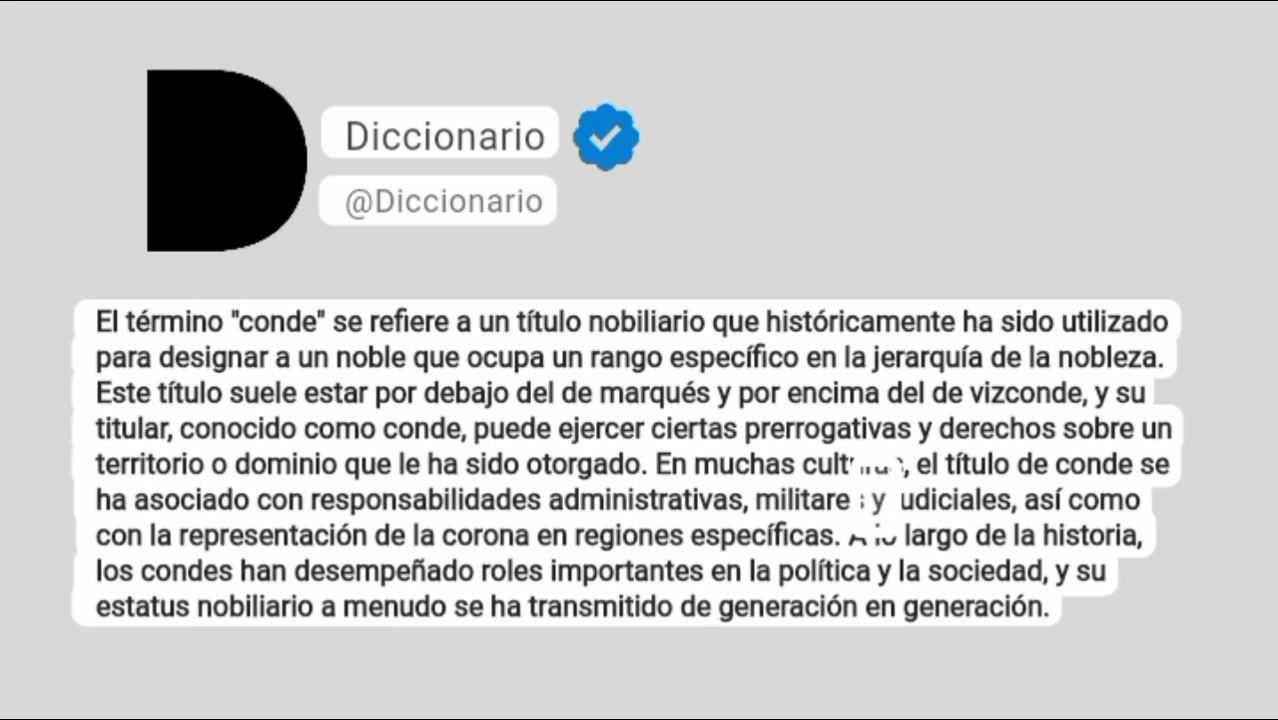 Diccionario
@Diccionario
El término "conde" se refiere a un título nobiliario que históricamente ha sido utilizado
para designar a un noble que ocupa un rango específico en la jerarquía de la nobleza.
Este título suele estar por debajo del de marqués y por encima del de vizconde, y su
titular, conocido como conde, puede ejercer ciertas prerrogativas y derechos sobre un
territorio o dominio que le ha sido otorgado. En muchas el título de conde se
ha asociado con responsabilidades administrativas, militares y judiciales, así como
con la representación de la corona en regiones específicas. A lo largo de la historia,
los condes han desempeñado roles importantes en la política y la sociedad, y su
estatus nobiliario a menudo se ha transmitido de generación en generación.